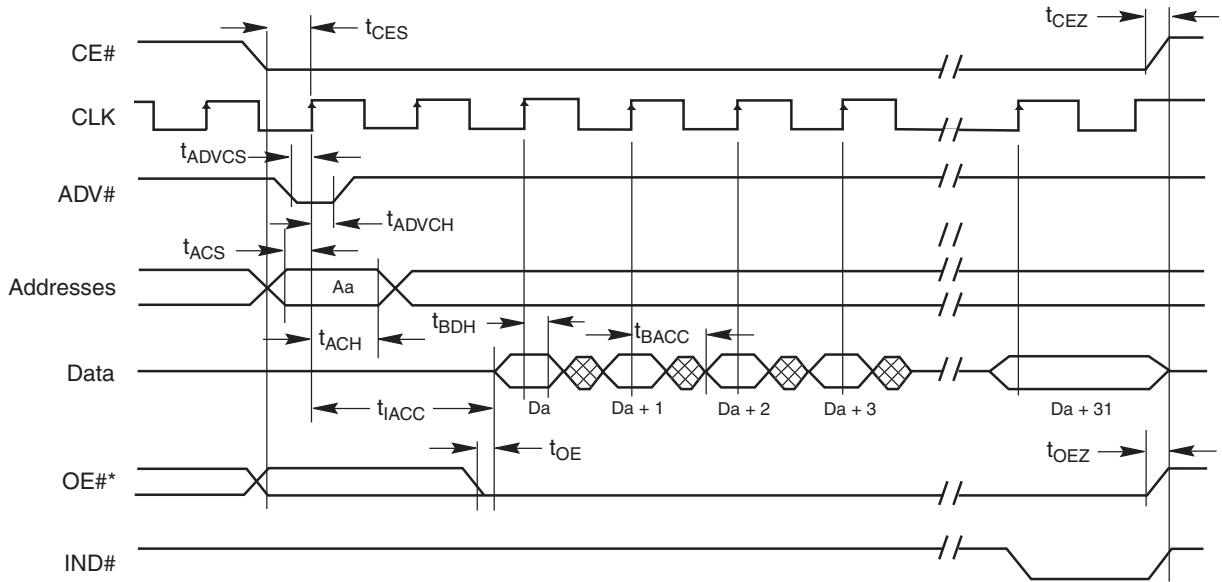 tCES
tCEZ
CE#
CLK
tADVCS
ADV#
tADVCH
tACS
Addresses
Aa
tACH
tBDH
tBACC
Data
Da
Da + 1
Da + 2
Da + 3
Da + 31
tIACC
tOE
tOEZ
OE#*
IND#